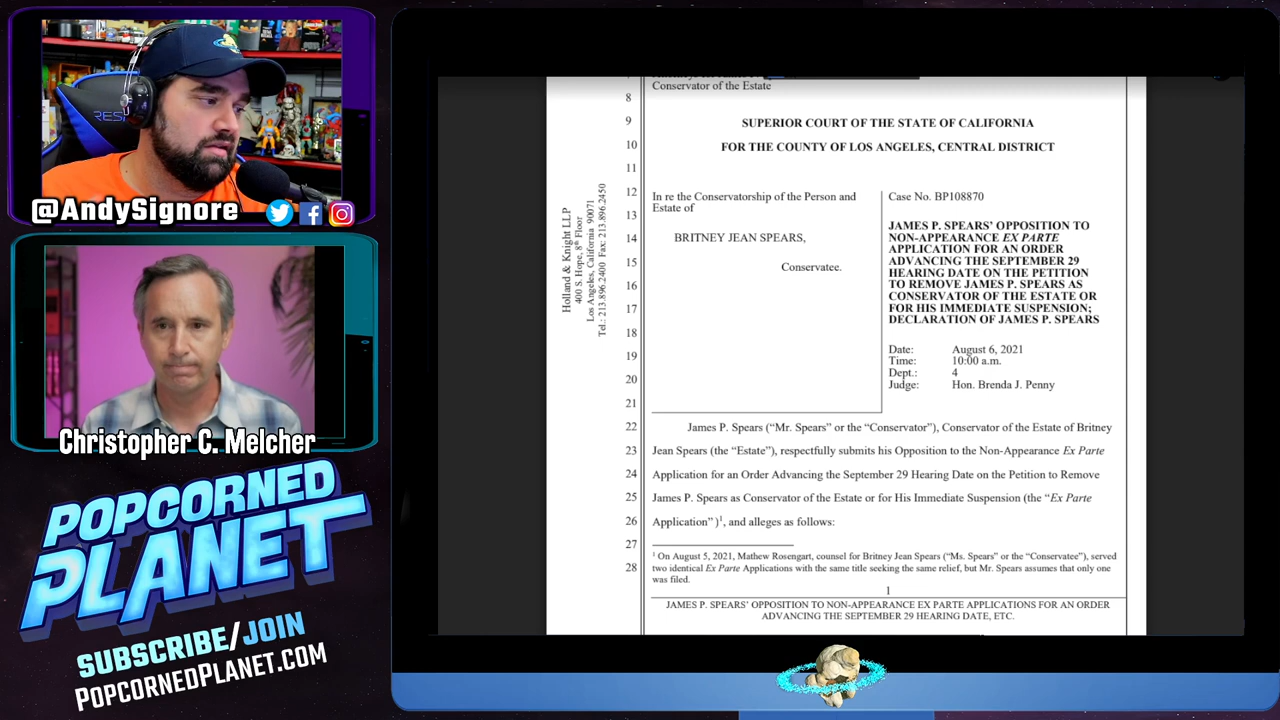 @AndySignore
Christopher C. Melcher
POPCORNED
PLANET
SUBSCRIBE/JOIN
POPCORNEDPLANET.COM
Conservator of the Estate
8
9
SUPERIOR COURT OF THE STATE OF CALIFORNIA
10
FOR THE COUNTY OF LOS ANGELES, CENTRAL DISTRICT
11
12
13
14
15
16
17
18
19
20
21
Holland & Knight LLP
400 S. Hope, 8th Floor
Los Angeles, California 90071
Tel.: 213.896.2400 Fax: 213.896.2450
In re the Conservatorship of the Person and
Estate of
BRITNEY JEAN SPEARS,
Conservatee.
Case No. BP108870
JAMES P. SPEARS' OPPOSITION TO
NON-APPEARANCE EX PARTE
APPLICATION FOR AN ORDER
ADVANCING THE SEPTEMBER 29
HEARING DATE ON THE PETITION
TO REMOVE JAMES P. SPEARS AS
CONSERVATOR OF THE ESTATE OR
FOR HIS IMMEDIATE SUSPENSION;
DECLARATION OF JAMES P. SPEARS
Date: August 6, 2021
Time: 10:00 a.m.
Dept.: 4
Judge: Hon. Brenda J. Penny
22 James P. Spears ("Mr. Spears" or the "Conservator"), Conservator of the Estate of Britney
23 Jean Spears (the "Estate"), respectfully submits his Opposition to the Non-Appearance Ex Parte
24 Application for an Order Advancing the September 29 Hearing Date on the Petition to Remove
25 James P. Spears as Conservator of the Estate or for His Immediate Suspension (the "Ex Parte
26 Application" )1, and alleges as follows:
27
28
1 On August 5, 2021, Mathew Rosengart, counsel for Britney Jean Spears ("Ms. Spears" or the "Conservatee"), served
two identical Ex Parte Applications with the same title seeking the same relief, but Mr. Spears assumes that only one
was filed.
1
JAMES P. SPEARS' OPPOSITION TO NON-APPEARANCE EX PARTE APPLICATIONS FOR AN ORDER
ADVANCING THE SEPTEMBER 29 HEARING DATE, ETC.